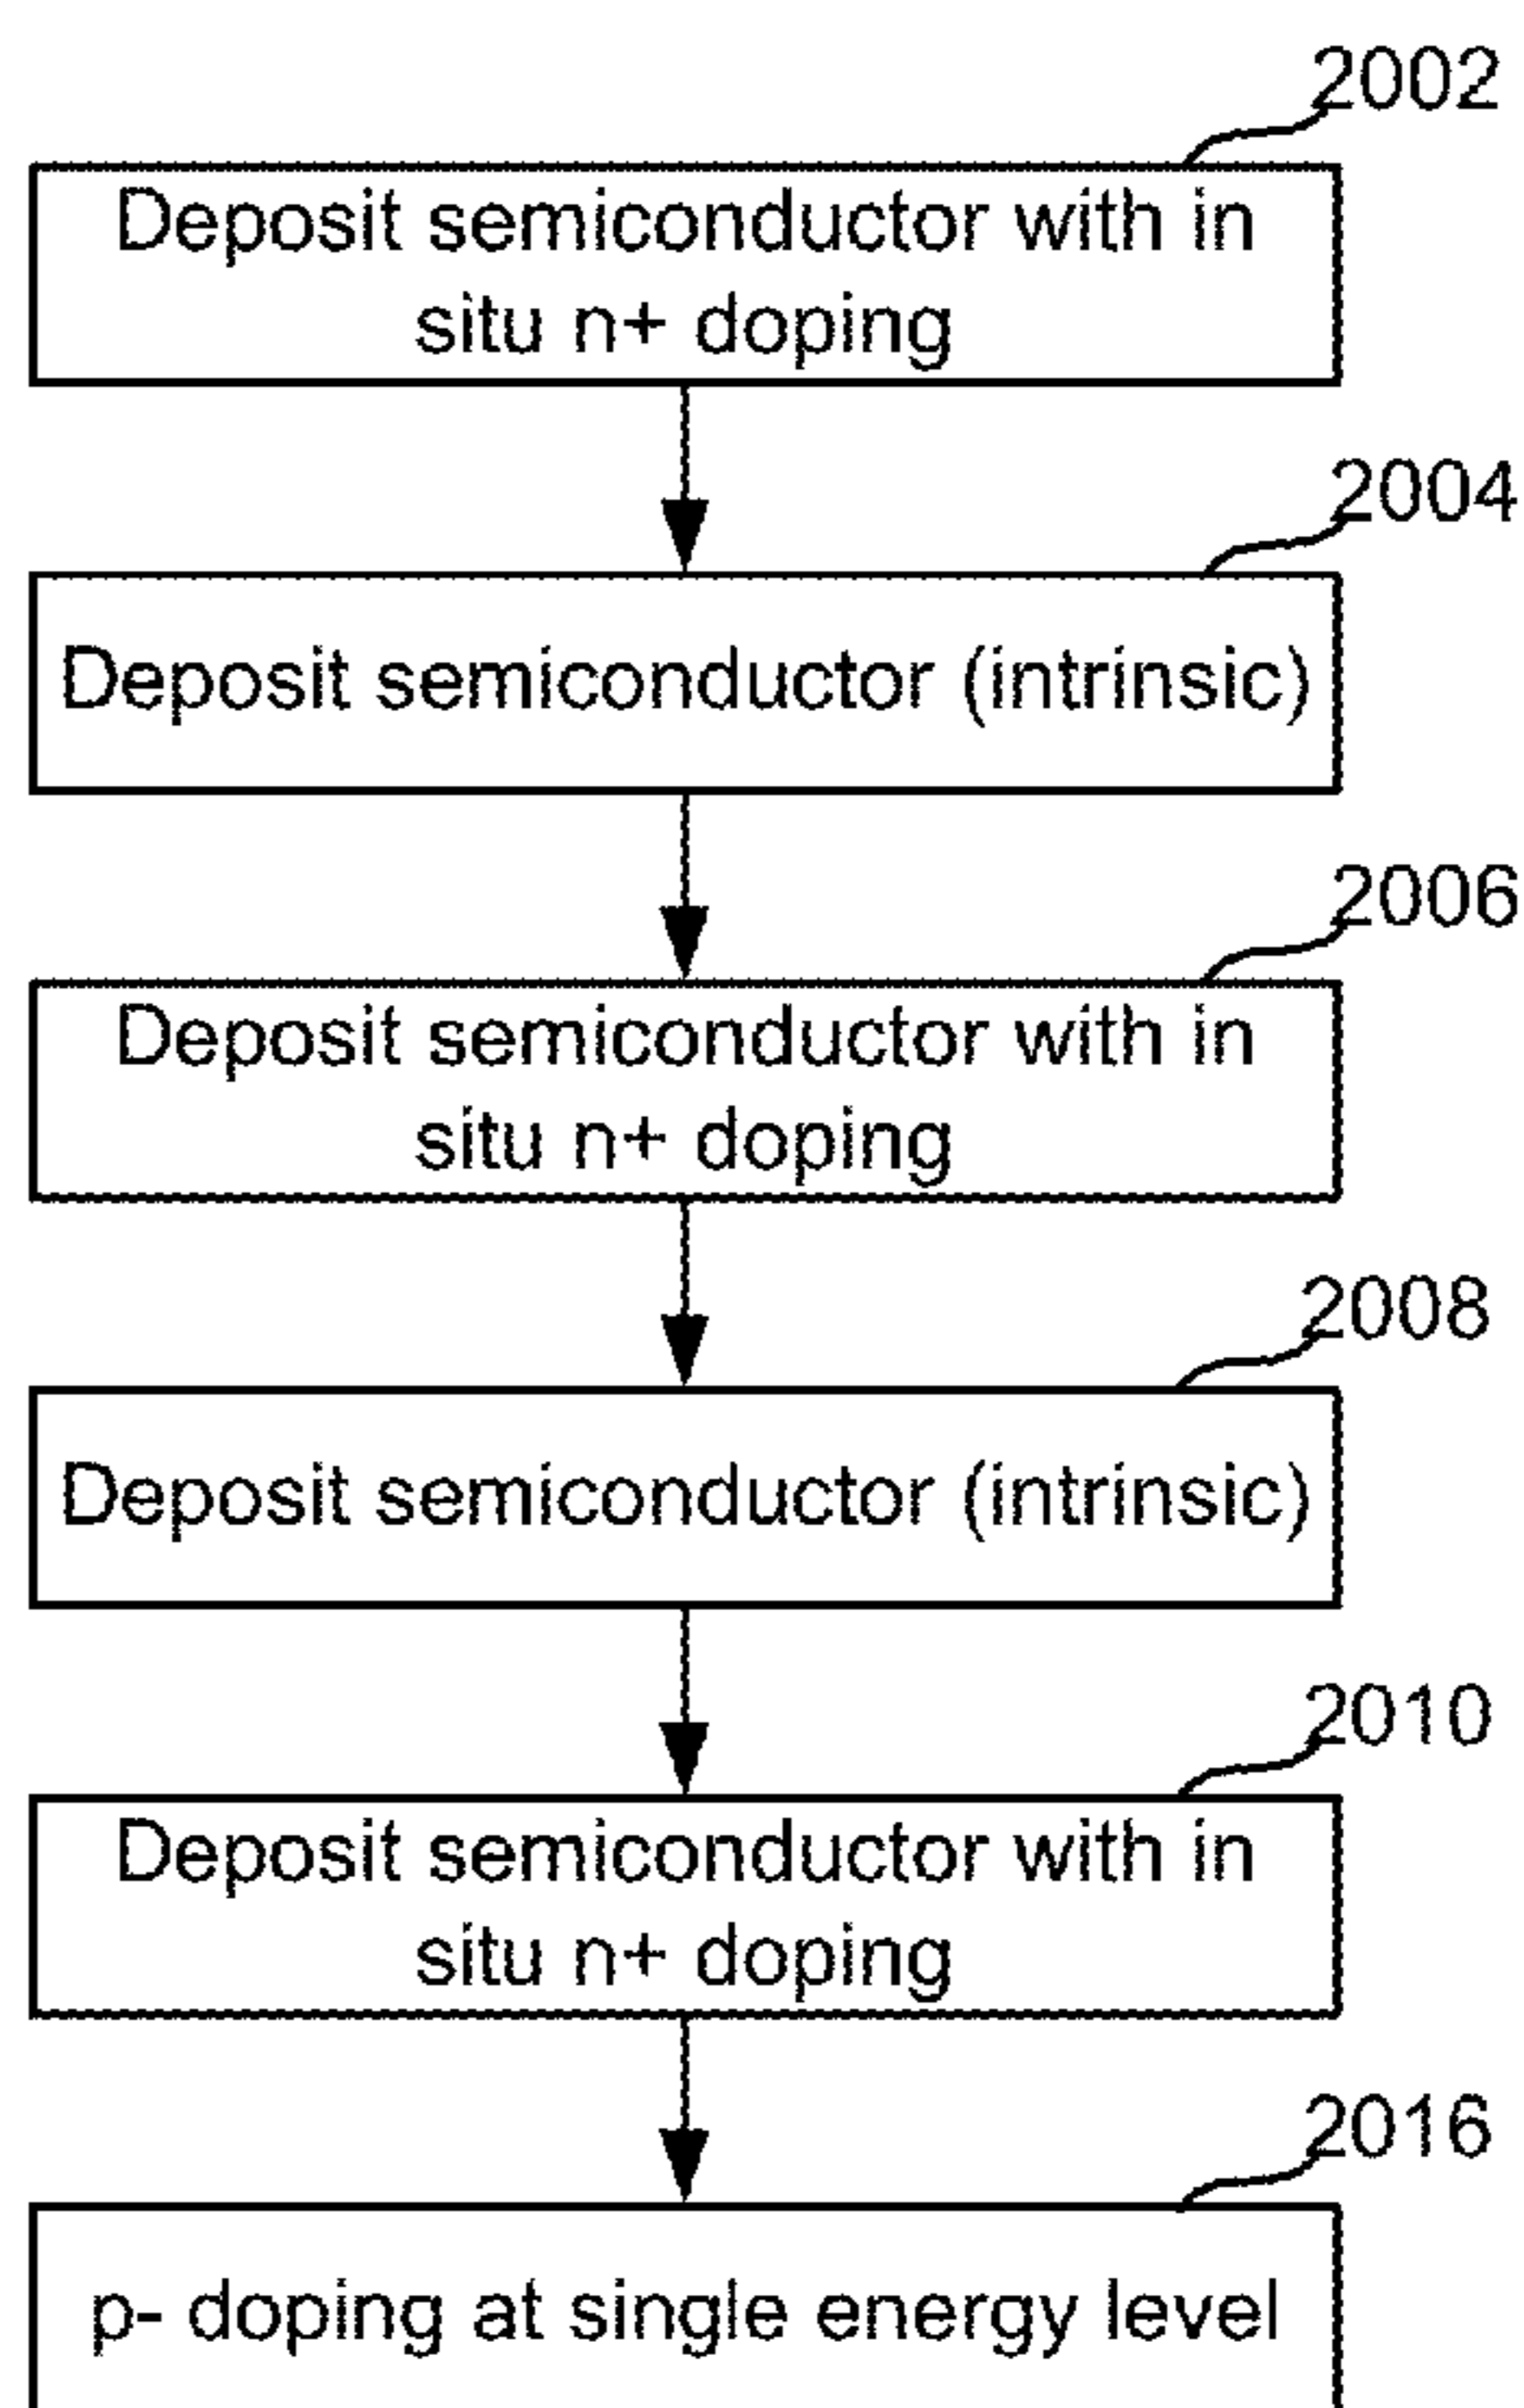 2002
Deposit semiconductor with in
situ n+ doping
2004
Deposit semiconductor (intrinsic)
2006
Deposit semiconductor with in
situ n+ doping
2008
Deposit semiconductor (intrinsic)
2010
Deposit semiconductor with in
situ n+ doping
2016
p- doping at single energy level